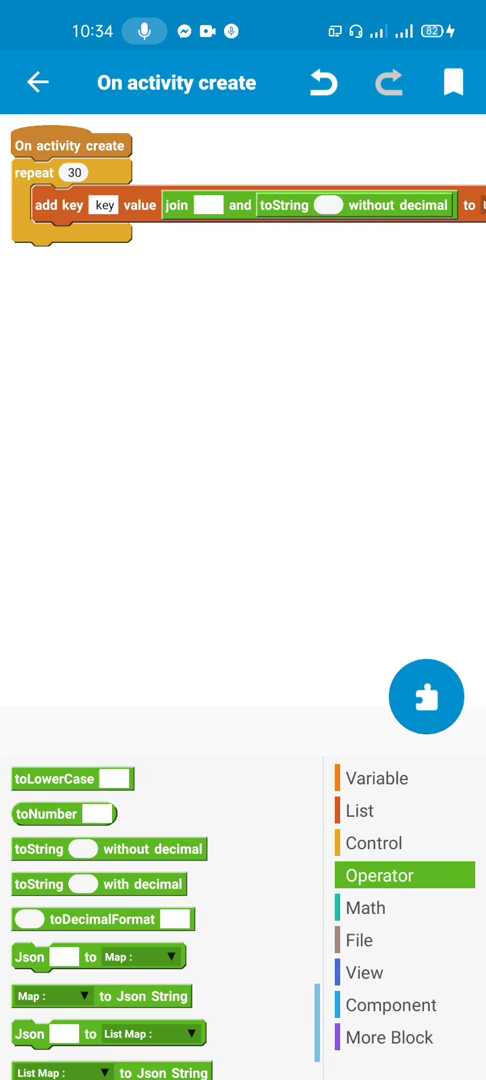 10:34 82
On activity create
On activity create
repeat 30
add key key value join and toString without decimal to
toLowerCase
toNumber
toString without decimal
toString with decimal
toDecimalFormat
Json to Map :
Map : to Json String
Json to List Map :
List Map : to Json String
Variable
List
Control
Operator
Math
File
View
Component
More Block